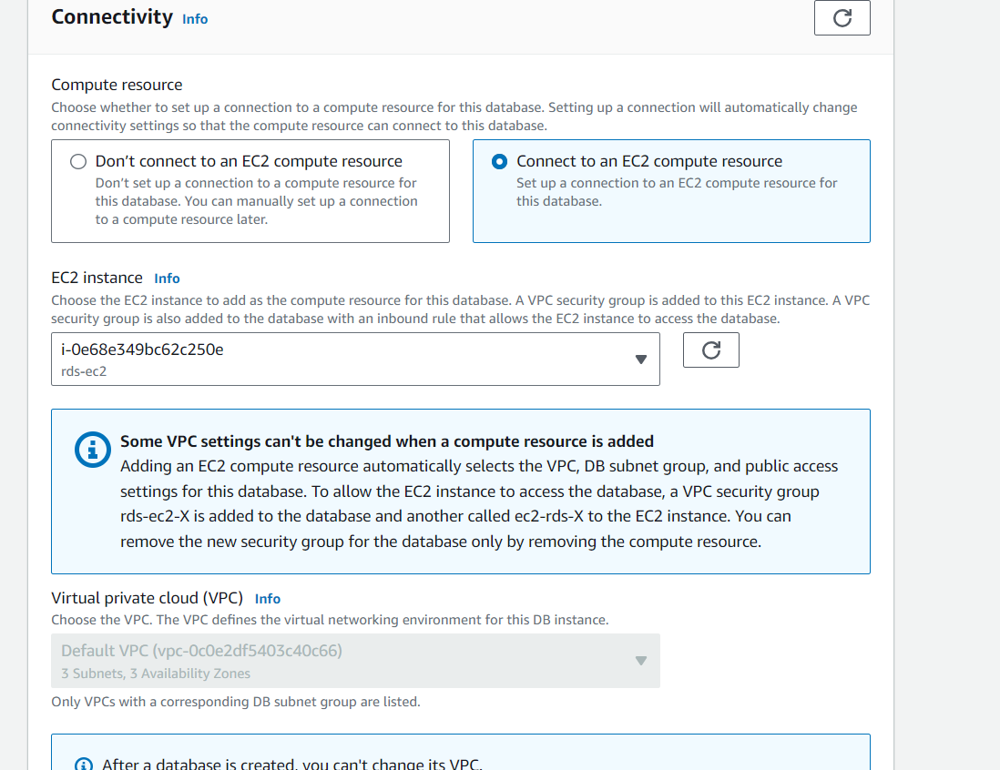 Connectivity Info
Compute resource
Choose whether to set up a connection to a compute resource for this database. Setting up a connection will automatically change
connectivity settings so that the compute resource can connect to this database.
Don’t connect to an EC2 compute resource
Don’t set up a connection to a compute resource for
this database. You can manually set up a connection
to a compute resource later.
Connect to an EC2 compute resource
Set up a connection to an EC2 compute resource for
this database.
EC2 instance Info
Choose the EC2 instance to add as the compute resource for this database. A VPC security group is added to this EC2 instance. A VPC
security group is also added to the database with an inbound rule that allows the EC2 instance to access the database.
i-0e68e349bc62c250e
rds-ec2
Some VPC settings can't be changed when a compute resource is added
Adding an EC2 compute resource automatically selects the VPC, DB subnet group, and public access
settings for this database. To allow the EC2 instance to access the database, a VPC security group
rds-ec2-X is added to the database and another called ec2-rds-X to the EC2 instance. You can
remove the new security group for the database only by removing the compute resource.
Virtual private cloud (VPC) Info
Choose the VPC. The VPC defines the virtual networking environment for this DB instance.
Default VPC (vpc-0c0e2df5403c40c66)
3 Subnets, 3 Availability Zones
Only VPCs with a corresponding DB subnet group are listed.
After a database is created, you can't change its VPC.